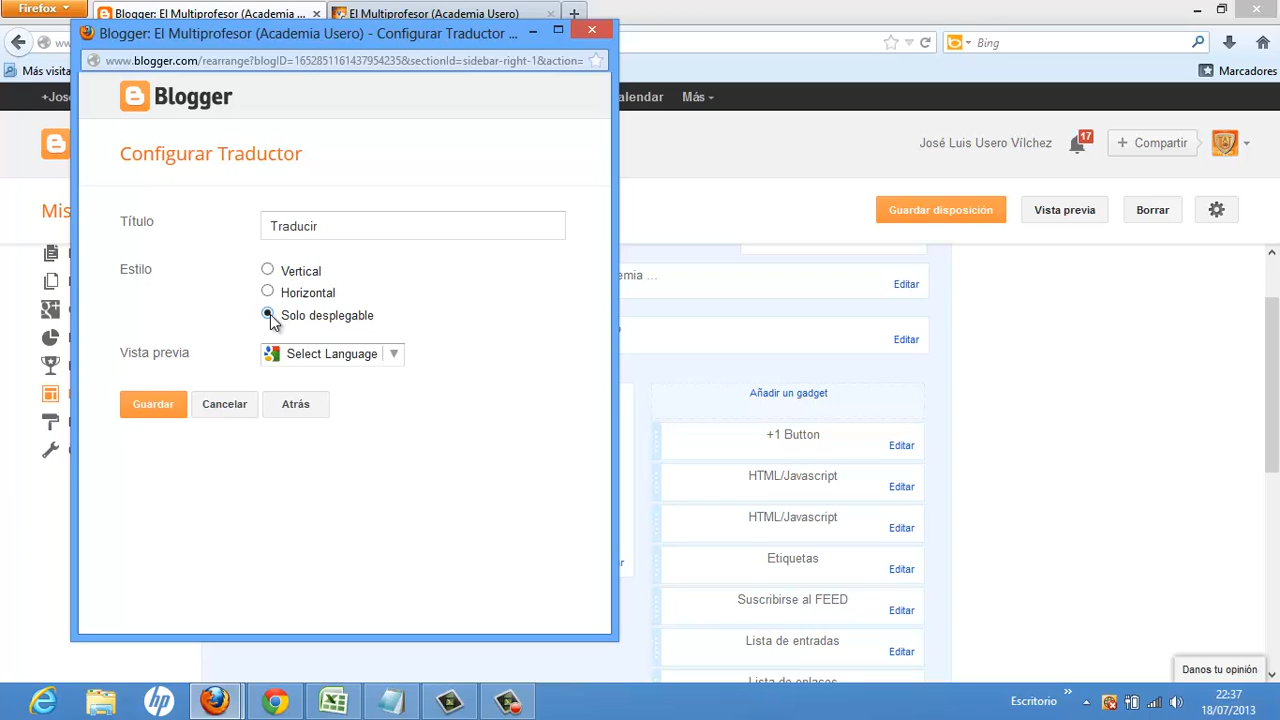 Firefox
Blogger: El Multiprofesor (Academia ...
El Multiprofesor (Academia Usero)
Blogger: El Multiprofesor (Academia Usero) - Configurar Traductor ...
www.blogger.com/rearrange?blogID=1652851161437954235&sectionId=sidebar-right-1&action=
Bing
Más visita
Marcadores
+Jos
alendar
Más
Blogger
Configurar Traductor
José Luis Usero Vílchez
17
+ Compartir
Mis
Guardar disposición
Vista previa
Borrar
Título
Traducir
Estilo
Vertical
Horizontal
Solo desplegable
Vista previa
Select Language
Guardar
Cancelar
Atrás
emia ...
Editar
Editar
Añadir un gadget
+1 Button
Editar
HTML/Javascript
Editar
HTML/Javascript
Editar
Etiquetas
Editar
Suscribirse al FEED
Editar
Lista de entradas
Editar
Lista de enlaces
Danos tu opinión
Escritorio
22:37
18/07/2013